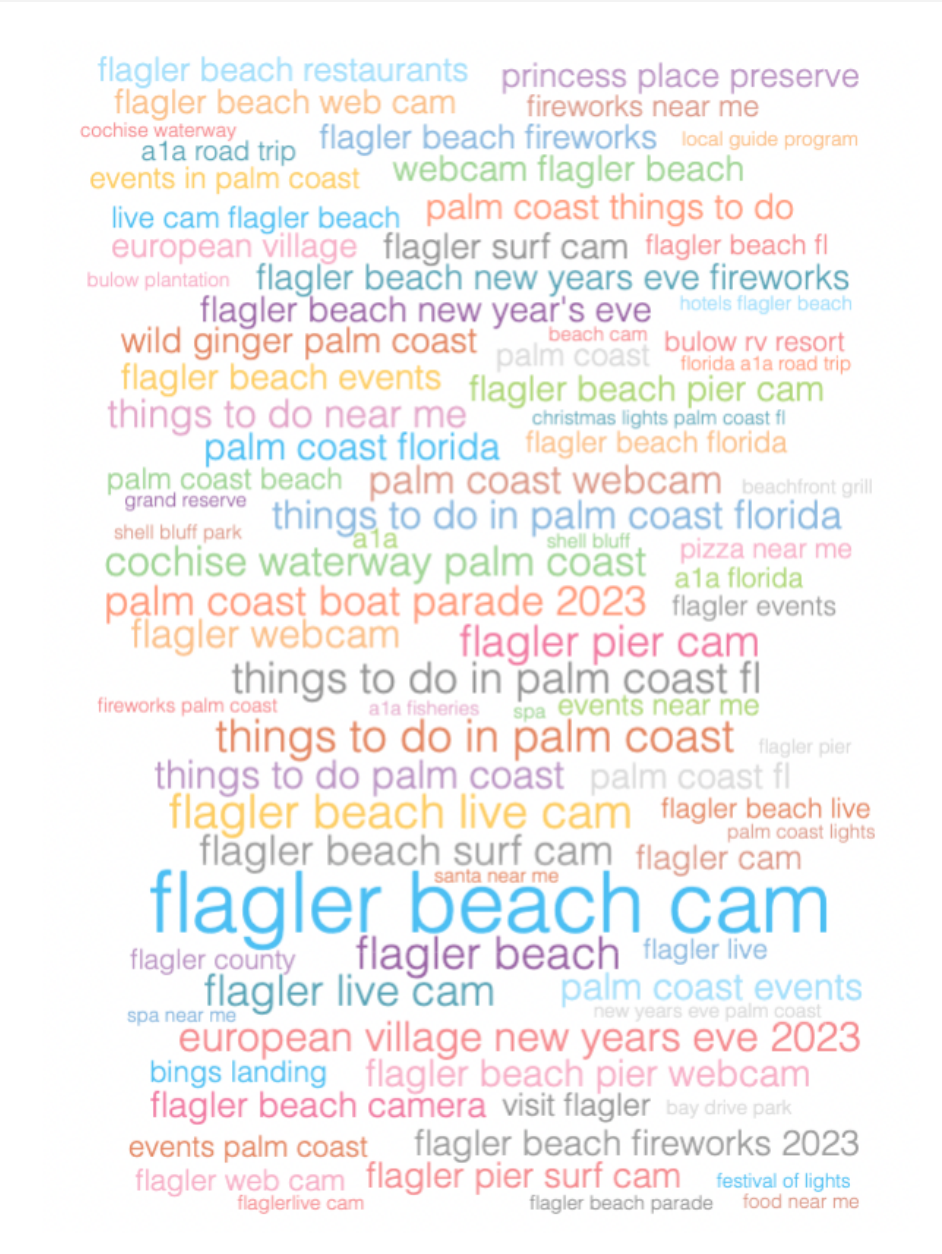 flagler beach restaurants princess place preserve
flagler beach web cam fireworks near me
cochise waterway flagler beach fireworks local guide program
a1a road trip
events in palm coast webcam flagler beach
live cam flagler beach palm coast things to do
european village flagler surf cam flagler beach fl
bulow plantation flagler beach new years eve fireworks
flagler beach new year's eve hotels flagler beach
wild ginger palm coast beach cam bulow rv resort
palm coast florida a1a road trip
flagler beach events flagler beach pier cam
things to do near me christmas lights palm coast fl
palm coast florida flagler beach florida
palm coast beach palm coast webcam beachfront grill
grand reserve things to do in palm coast florida
shell bluff park a1a shell bluff pizza near me
cochise waterway palm coast a1a florida
palm coast boat parade 2023 flagler events
flagler webcam flagler pier cam
things to do in palm coast fl
fireworks palm coast a1a fisheries spa events near me
things to do in palm coast flagler pier
things to do palm coast palm coast fl
flagler beach live cam flagler beach live
palm coast lights
flagler beach surf cam flagler cam
santa near me
flagler beach cam
flagler county flagler beach flagler live
flagler live cam palm coast events
spa near me new years eve palm coast
european village new years eve 2023
bings landing flagler beach pier webcam
flagler beach camera visit flagler bay drive park
events palm coast flagler beach fireworks 2023
flagler web cam flagler pier surf cam festival of lights
flaglerlive cam flagler beach parade food near me